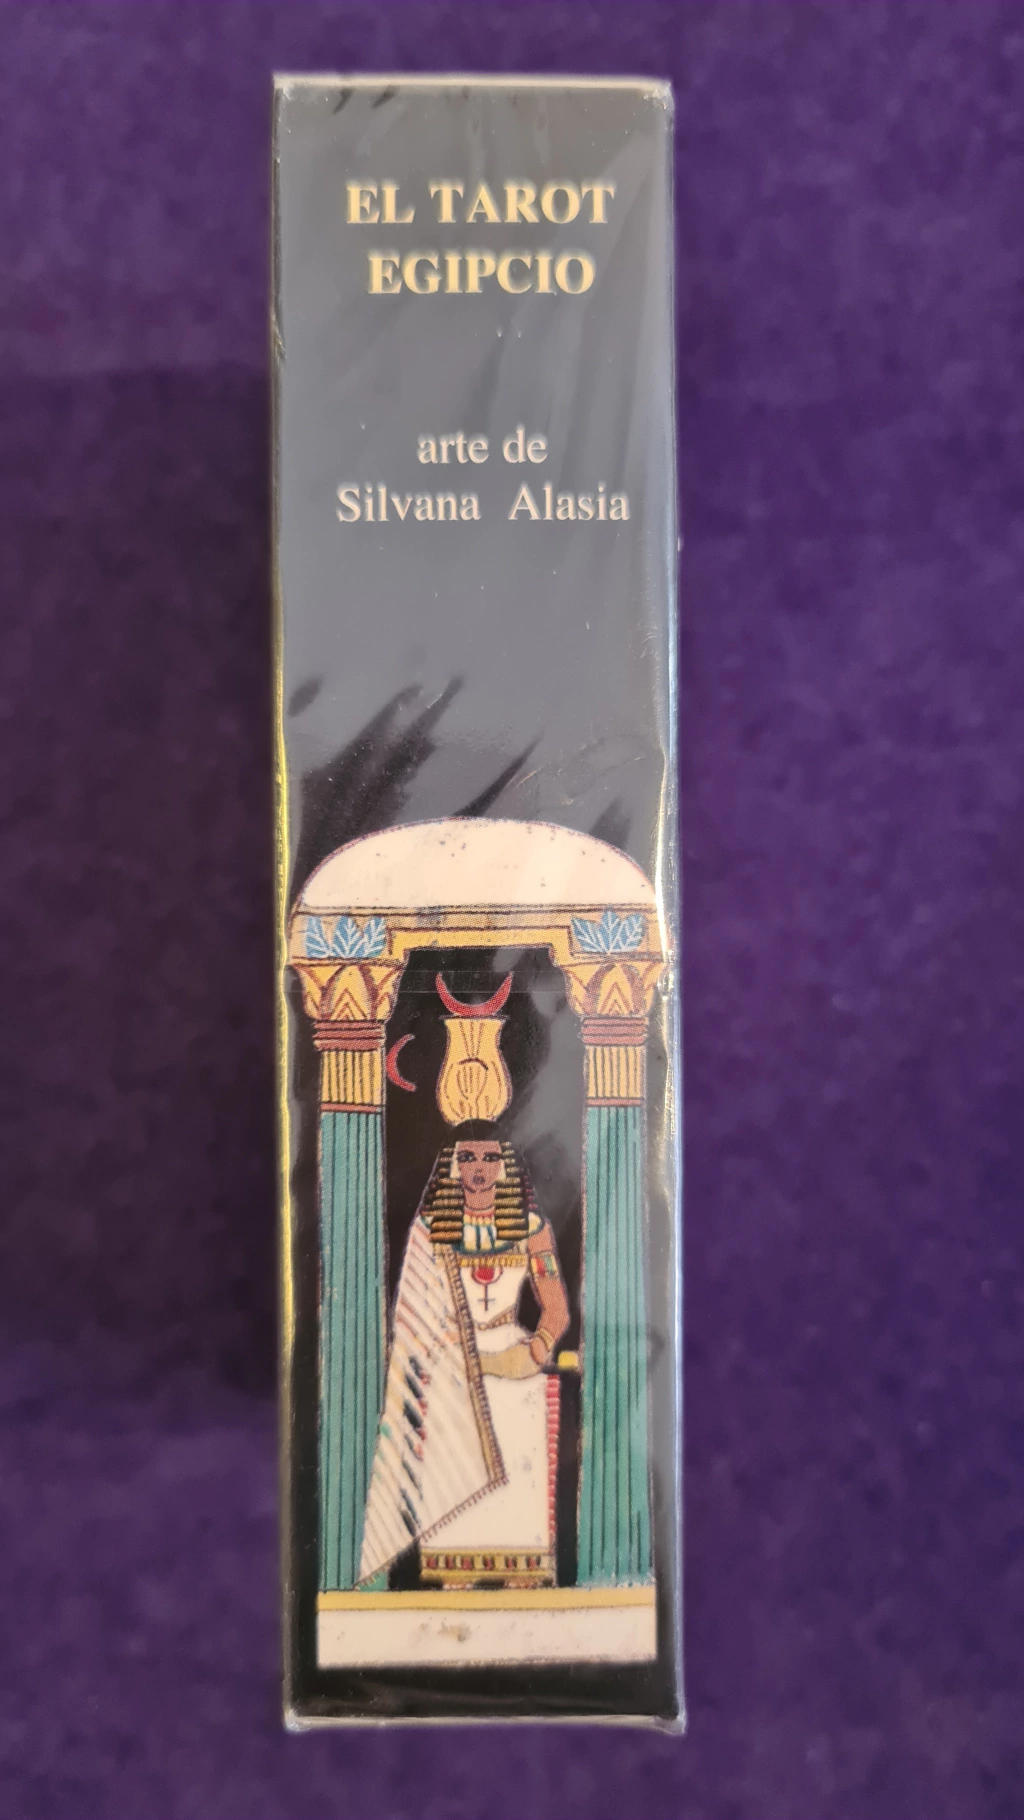 EL TAROT
EGIPCIO
arte de
Silvana Alasia